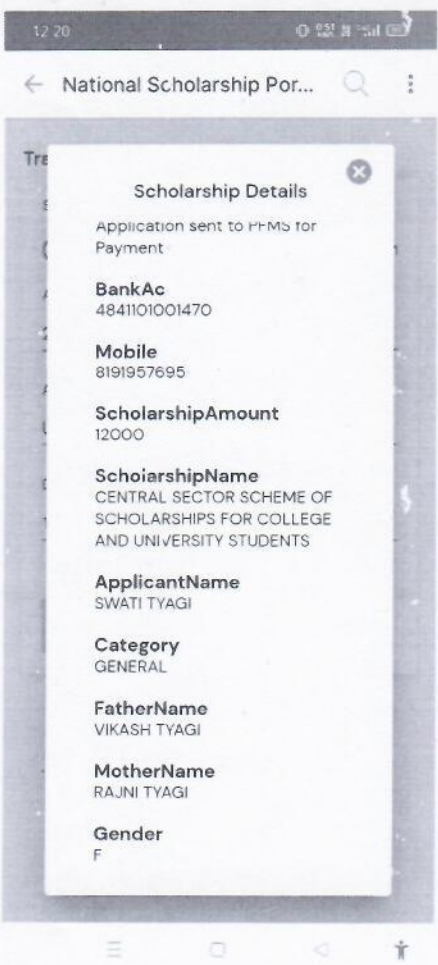 12 20
National Scholarship Por...
Tra
Scholarship Details
Application sent to PFMS for
Payment
BankAc
4841101001470
Mobile
8191957695
ScholarshipAmount
12000
ScholarshipName
CENTRAL SECTOR SCHEME OF
SCHOLARSHIPS FOR COLLEGE
AND UNIVERSITY STUDENTS
ApplicantName
SWATI TYAGI
Category
GENERAL
FatherName
VIKASH TYAGI
MotherName
RAJNI TYAGI
Gender
F